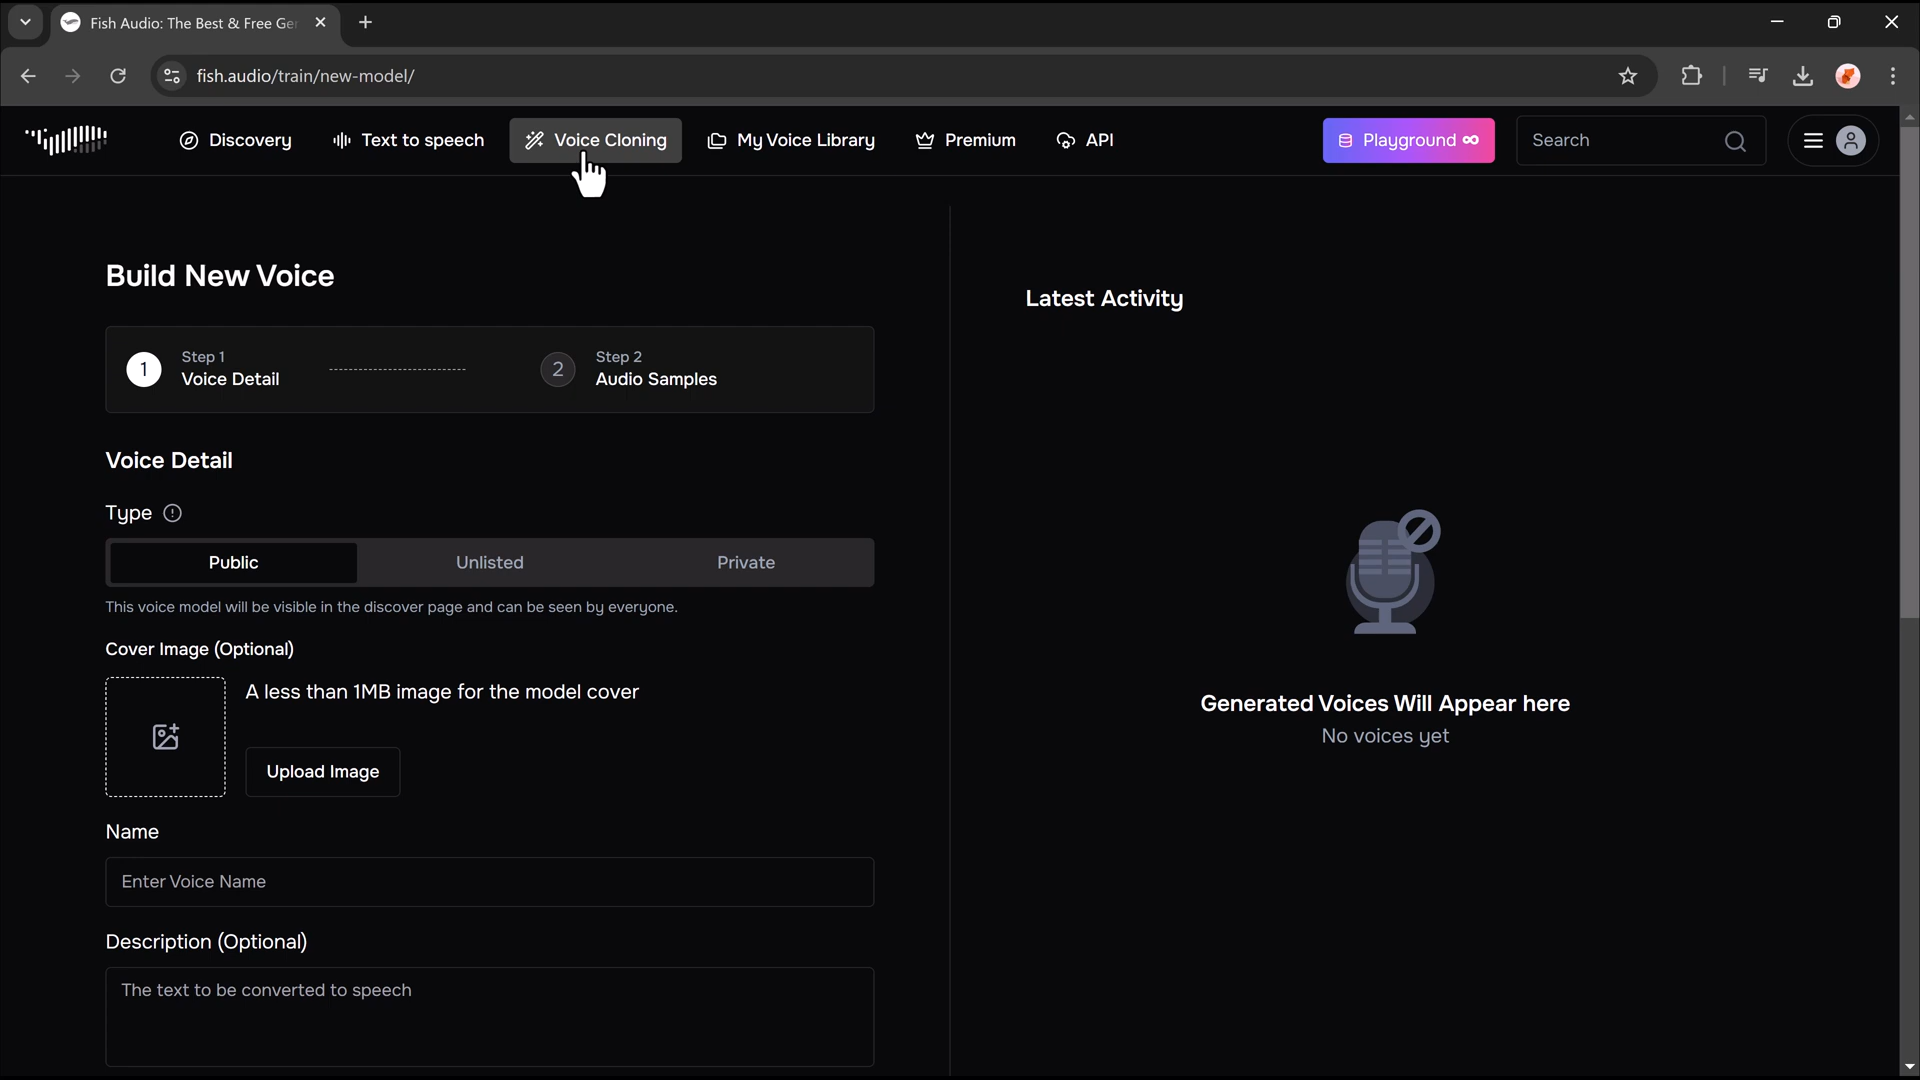 Fish Audio: The Best & Free Ge
fish.audio/train/new-model/
Discovery
Text to speech
Voice Cloning
My Voice Library
Premium
API
Playground ∞
Search
Build New Voice
Latest Activity
1
Step 1
Voice Detail
2
Step 2
Audio Samples
Voice Detail
Type
Public
Unlisted
Private
This voice model will be visible in the discover page and can be seen by everyone.
Cover Image (Optional)
A less than 1MB image for the model cover
Upload Image
Generated Voices Will Appear here
No voices yet
Name
Enter Voice Name
Description (Optional)
The text to be converted to speech